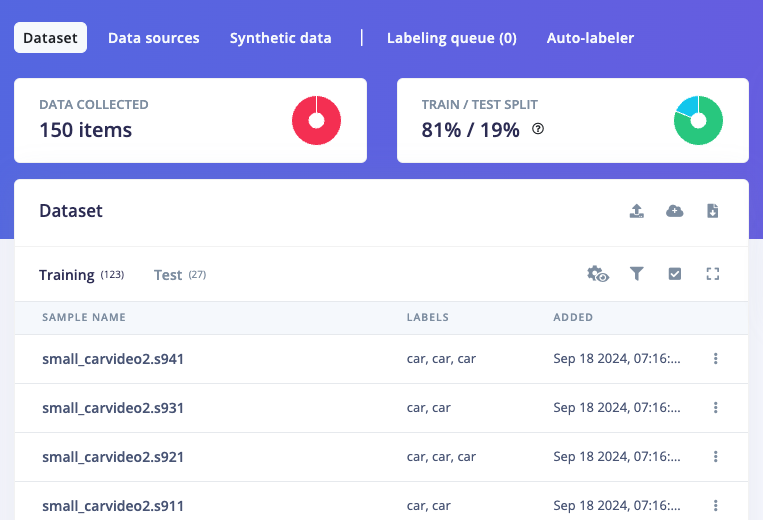 Dataset Data sources Synthetic data | Labeling queue (0) Auto-labeler
DATA COLLECTED
150 items
TRAIN / TEST SPLIT
81% / 19% ?
Dataset
Training (123) Test (27)
SAMPLE NAME LABELS ADDED
small_carvideo2.s941 car, car, car Sep 18 2024, 07:16:...
small_carvideo2.s931 car, car Sep 18 2024, 07:16:...
small_carvideo2.s921 car, car, car Sep 18 2024, 07:16:...
small_carvideo2.s911 car, car Sep 18 2024, 07:16:...